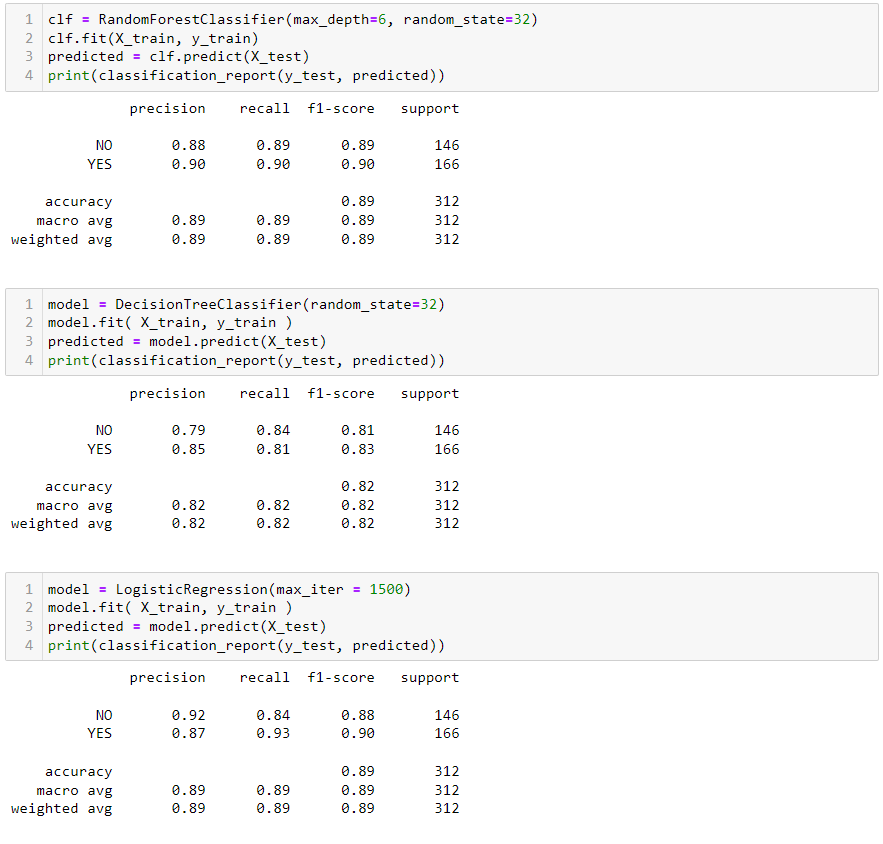 1 clf = RandomForestClassifier(max_depth=6, random_state=32)
2 clf.fit(X_train, y_train)
3 predicted = clf.predict(X_test)
4 print(classification_report(y_test, predicted))
precision recall f1-score support
NO 0.88 0.89 0.89 146
YES 0.90 0.90 0.90 166
accuracy 0.89 312
macro avg 0.89 0.89 0.89 312
weighted avg 0.89 0.89 0.89 312
1 model = DecisionTreeClassifier(random_state=32)
2 model.fit( X_train, y_train )
3 predicted = model.predict(X_test)
4 print(classification_report(y_test, predicted))
precision recall f1-score support
NO 0.79 0.84 0.81 146
YES 0.85 0.81 0.83 166
accuracy 0.82 312
macro avg 0.82 0.82 0.82 312
weighted avg 0.82 0.82 0.82 312
1 model = LogisticRegression(max_iter = 1500)
2 model.fit( X_train, y_train )
3 predicted = model.predict(X_test)
4 print(classification_report(y_test, predicted))
precision recall f1-score support
NO 0.92 0.84 0.88 146
YES 0.87 0.93 0.90 166
accuracy 0.89 312
macro avg 0.89 0.89 0.89 312
weighted avg 0.89 0.89 0.89 312